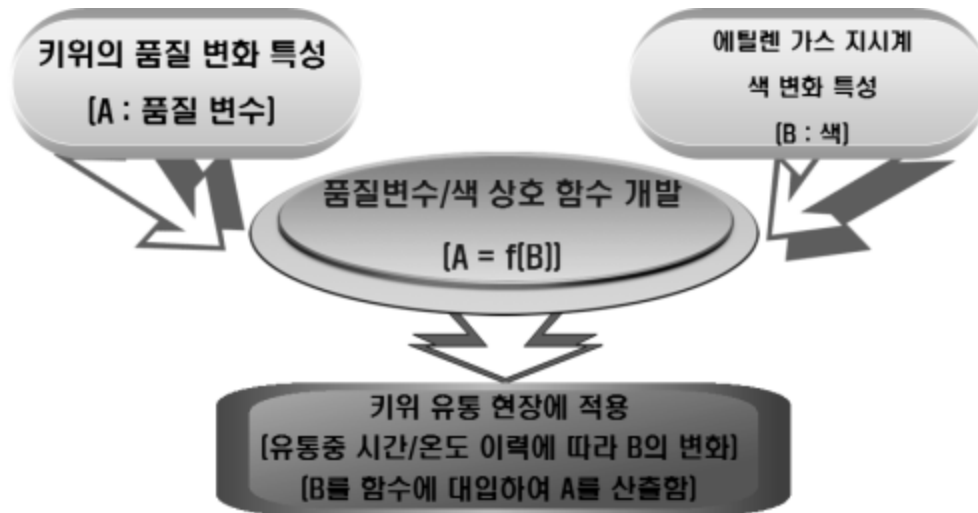 키위의 품질 변화 특성
(A : 품질 변수)
에틸렌 가스 지시계
색 변화 특성
(B : 색)
품질변수/색 상호 함수 개발
(A = f(B))
키위 유통 현장에 적용
(유통중 시간/온도 이력에 따라 B의 변화)
(B를 함수에 대입하여 A를 산출함)